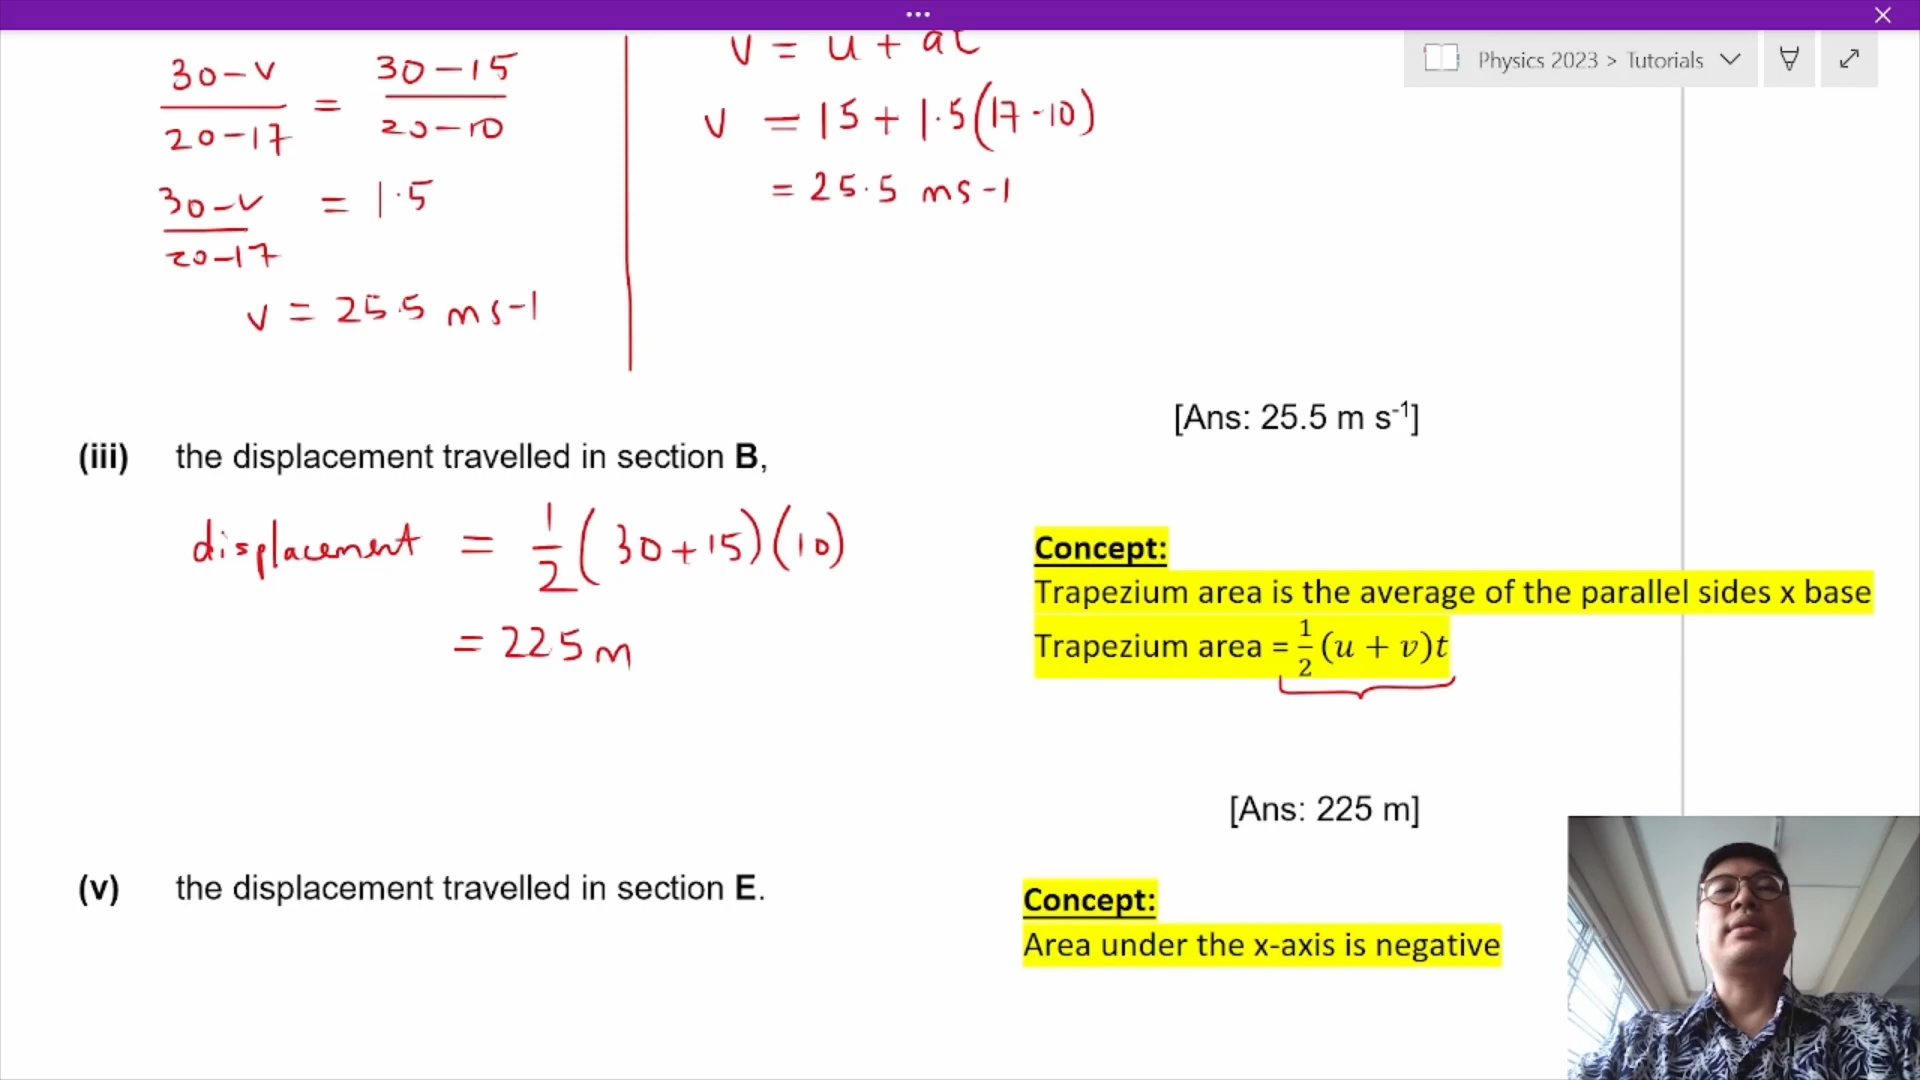 ...
v = u + at
Physics 2023 > Tutorials
30-v / 20-17 = 30-15 / 20-10
v = 15 + 1.5(17-10)
30-v / 20-17 = 1.5
= 25.5 ms-1
v = 25.5 ms-1
[Ans: 25.5 m s⁻¹]
(iii) the displacement travelled in section B,
displacement = 1/2 (30+15)(10)
= 225 m
Concept:
Trapezium area is the average of the parallel sides x base
Trapezium area = 1/2 (u + v)t
[Ans: 225 m]
(v) the displacement travelled in section E.
Concept:
Area under the x-axis is negative